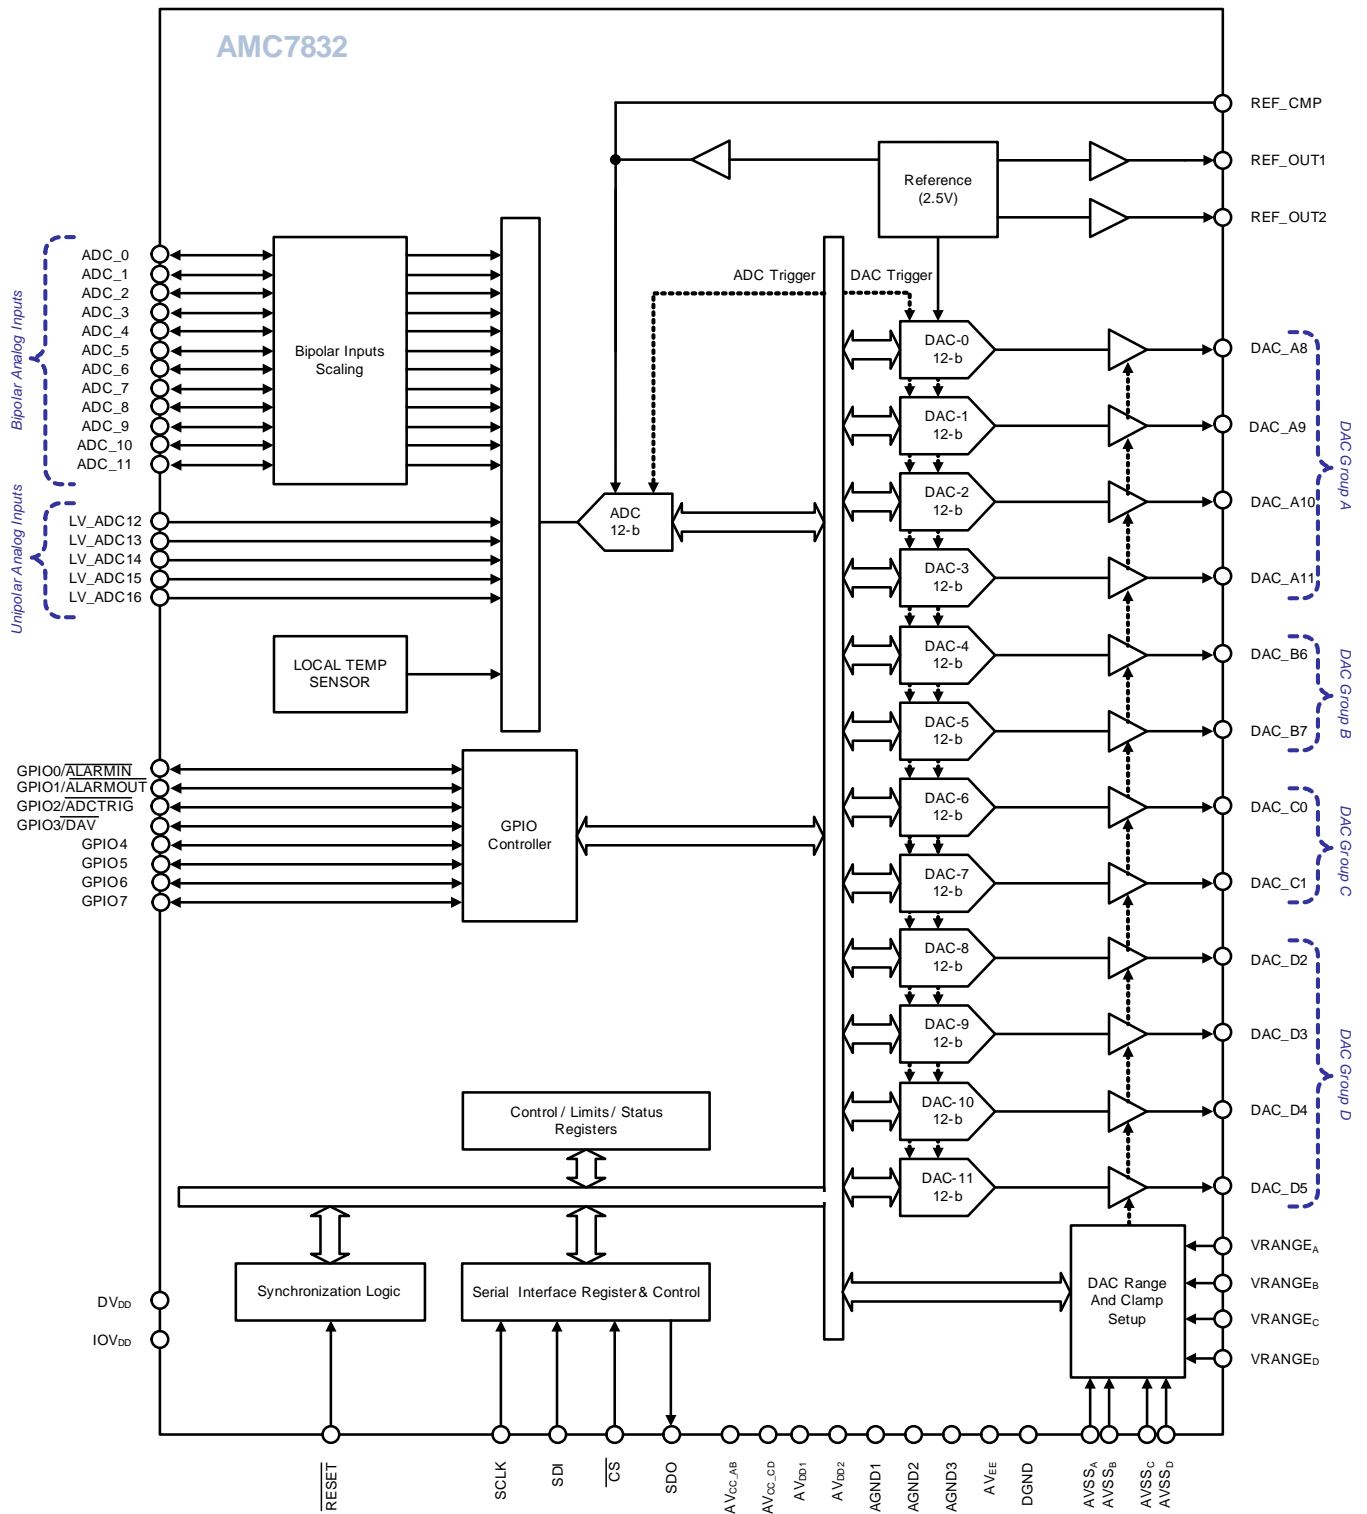 AMC7832
REF_CMP
REF_OUT1
REF_OUT2
Reference
(2.5V)
ADC Trigger
DAC Trigger
Bipolar Analog Inputs
ADC_0
ADC_1
ADC_2
ADC_3
ADC_4
ADC_5
ADC_6
ADC_7
ADC_8
ADC_9
ADC_10
ADC_11
Bipolar Inputs
Scaling
Unipolar Analog Inputs
LV_ADC12
LV_ADC13
LV_ADC14
LV_ADC15
LV_ADC16
ADC
12-b
LOCAL TEMP
SENSOR
GPIO0/ALARMIN
GPIO1/ALARMOUT
GPIO2/ADCTRIG
GPIO3/DAV
GPIO4
GPIO5
GPIO6
GPIO7
GPIO
Controller
DAC-0
12-b
DAC-1
12-b
DAC-2
12-b
DAC-3
12-b
DAC-4
12-b
DAC-5
12-b
DAC-6
12-b
DAC-7
12-b
DAC-8
12-b
DAC-9
12-b
DAC-10
12-b
DAC-11
12-b
DAC_A8
DAC_A9
DAC_A10
DAC_A11
DAC Group A
DAC_B6
DAC_B7
DAC Group B
DAC_C0
DAC_C1
DAC Group C
DAC_D2
DAC_D3
DAC_D4
DAC_D5
DAC Group D
Control / Limits / Status
Registers
Synchronization Logic
Serial Interface Register & Control
DAC Range
And Clamp
Setup
VRANGEA
VRANGEB
VRANGEC
VRANGED
DVDD
IOVDD
RESET
SCLK
SDI
CS
SDO
AVCC_AB
AVCC_CD
AVDD1
AVDD2
AGND1
AGND2
AGND3
AVEE
DGND
AVSSA
AVSSB
AVSSC
AVSSD